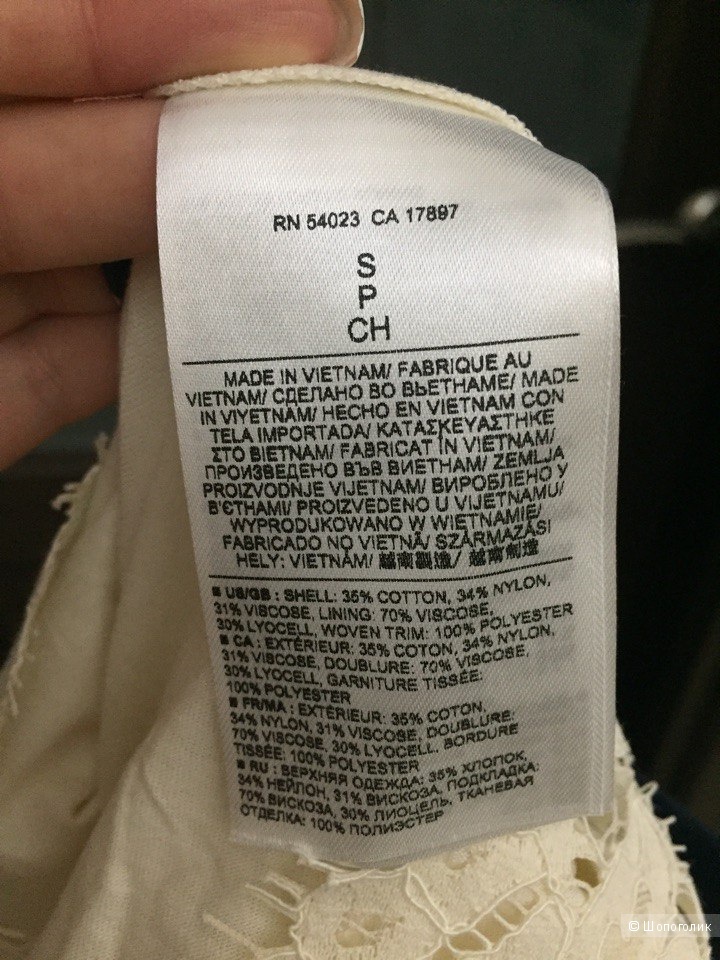 RN 54023 CA 17897
S
P
CH
MADE IN VIETNAM/ FABRIQUE AU
VIETNAM/ СДЕЛАНО ВО ВЬЕТНАМЕ/ MADE
IN VIYETNAM/ HECHO EN VIETNAM CON
TELA IMPORTADA/ ΚΑΤΑΣΚΕΥΑΣΤΗΚΕ
ΣΤΟ ΒΙΕΤΝΑΜ/ FABRICAT ÎN VIETNAM/
ПРОИЗВЕДЕНО ВЪВ ВИЕТНАМ/ ZEMLJA
PROIZVODNJE VIJETNAM/ ВИРОБЛЕНО У
В'ЄТНАМІ/ PROIZVEDENO U VIJETNAMU/
WYPRODUKOWANO W WIETNAMIE/
FABRICADO NO VIETNÃ/ SZÁRMAZÁSI
HELY: VIETNÁM/ 越南製造/ 越南制造
■ US/GB : SHELL: 35% COTTON, 34% NYLON,
31% VISCOSE, LINING: 70% VISCOSE,
30% LYOCELL, WOVEN TRIM: 100% POLYESTER
■ CA : EXTÉRIEUR: 35% COTON, 34% NYLON,
31% VISCOSE, DOUBLURE: 70% VISCOSE,
30% LYOCELL, GARNITURE TISSÉE:
100% POLYESTER
■ FR/MA : EXTÉRIEUR: 35% COTON,
34% NYLON, 31% VISCOSE, DOUBLURE:
70% VISCOSE, 30% LYOCELL, BORDURE
TISSÉE: 100% POLYESTER
■ RU : ВЕРХНЯЯ ОДЕЖДА: 35% ХЛОПОК,
34% НЕЙЛОН, 31% ВИСКОЗА, ПОДКЛАДКА:
70% ВИСКОЗА, 30% ЛИОЦЕЛЬ, ТКАНЕВАЯ
ОТДЕЛКА: 100% ПОЛИЭСТЕР
© Шопоголик